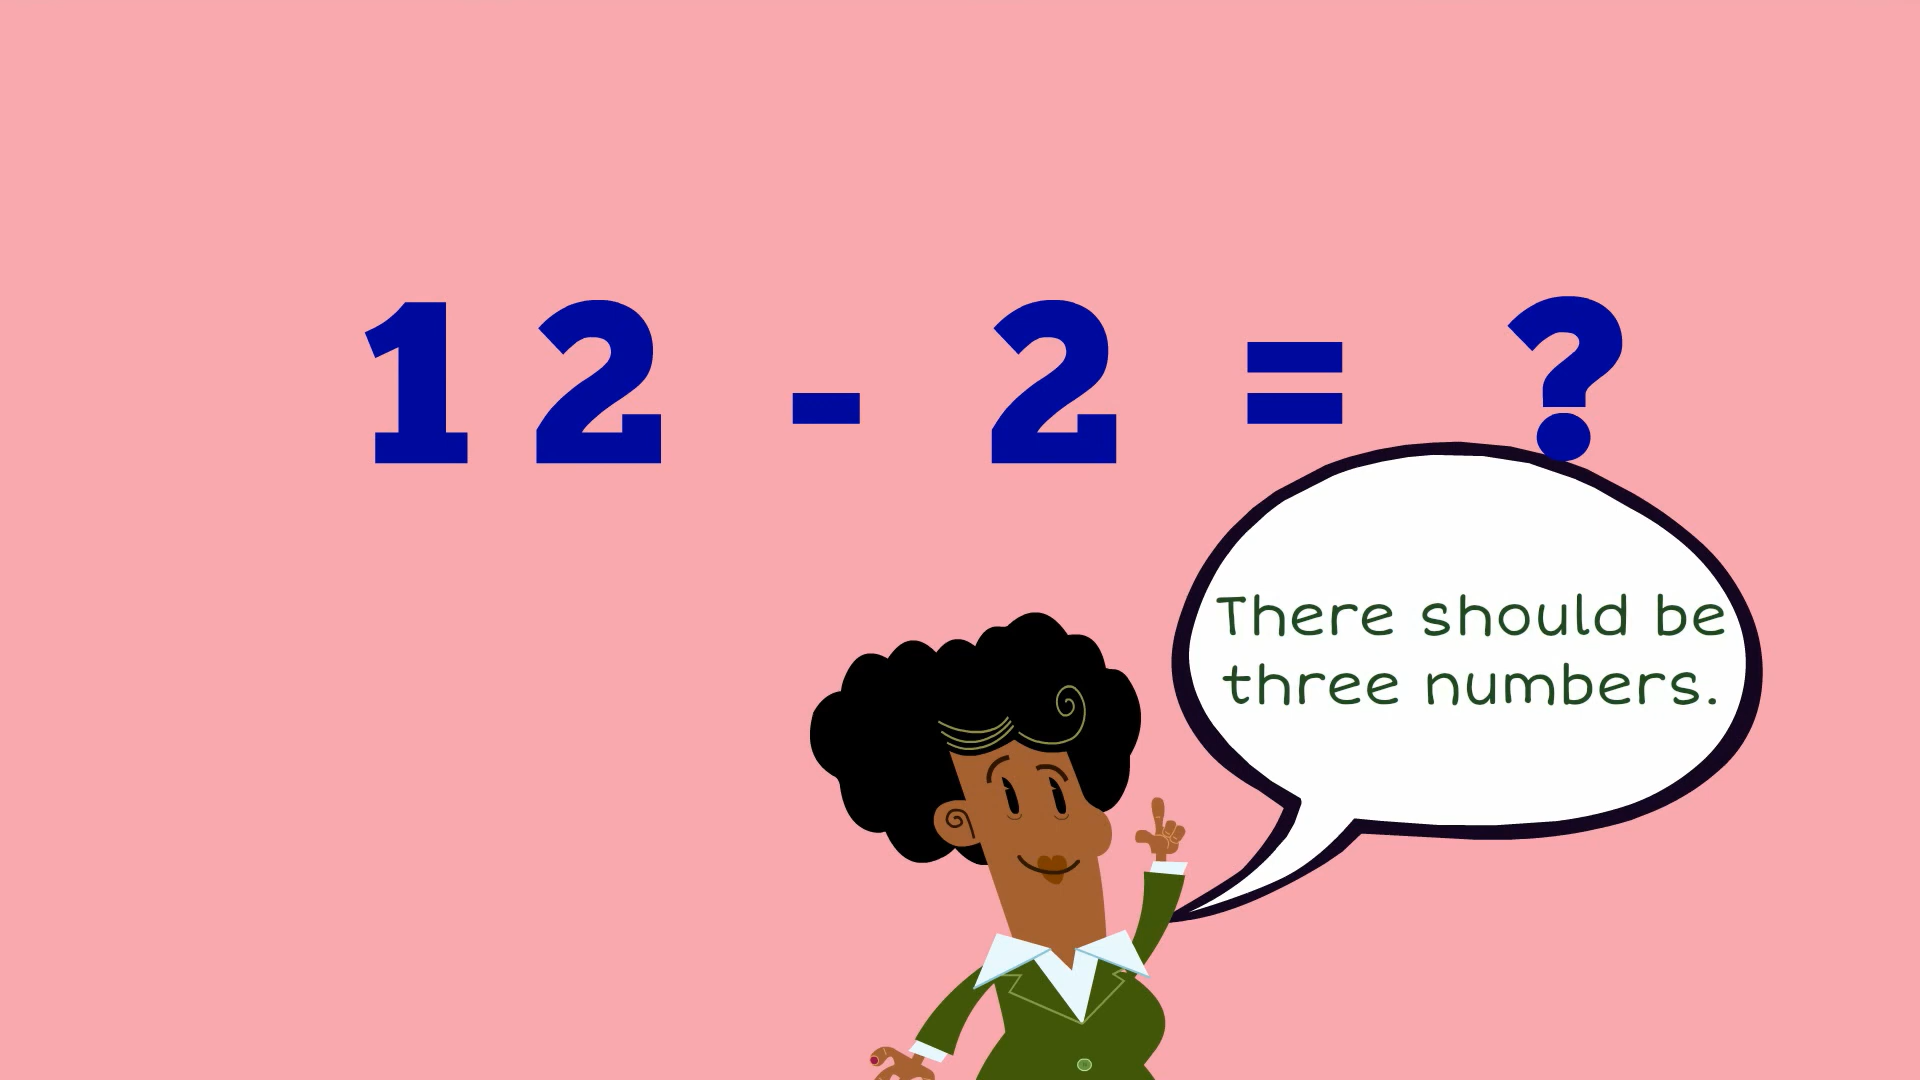 12 - 2 = ?
There should be
three numbers.